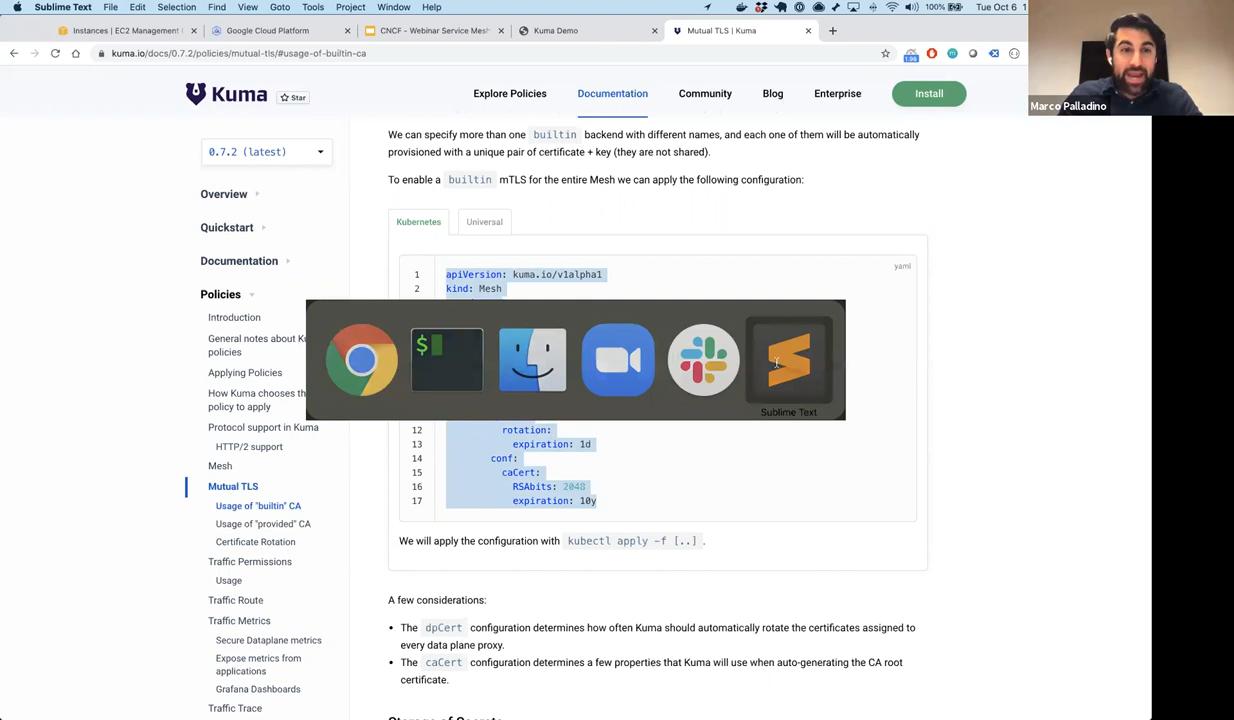 Sublime Text File Edit Selection Find View Goto Tools Project Window Help 100% Tue Oct 6 1
Instances | EC2 Management
Google Cloud Platform
CNCF - Webinar Service Mesh
Kuma Demo
Mutual TLS | Kuma
kuma.io/docs/0.7.2/policies/mutual-tls/#usage-of-builtin-ca
1.96
Marco Palladino
Kuma
Star
Explore Policies
Documentation
Community
Blog
Enterprise
Install
0.7.2 (latest)
Overview
Quickstart
Documentation
Policies
Introduction
General notes about Ku
policies
Applying Policies
How Kuma chooses th
policy to apply
Protocol support in Kuma
HTTP/2 support
Mesh
Mutual TLS
Usage of "builtin" CA
Usage of "provided" CA
Certificate Rotation
Traffic Permissions
Usage
Traffic Route
Traffic Metrics
Secure Dataplane metrics
Expose metrics from
applications
Grafana Dashboards
Traffic Trace
We can specify more than one builtin backend with different names, and each one of them will be automatically
provisioned with a unique pair of certificate + key (they are not shared).
To enable a builtin mTLS for the entire Mesh we can apply the following configuration:
Kubernetes
Universal
yaml
1 apiVersion: kuma.io/v1alpha1
2 kind: Mesh
$
Sublime Text
12 rotation:
13 expiration: 1d
14 conf:
15 caCert:
16 RSAbits: 2048
17 expiration: 10y
We will apply the configuration with kubectl apply -f [..] .
A few considerations:
• The dpCert configuration determines how often Kuma should automatically rotate the certificates assigned to
every data plane proxy.
• The caCert configuration determines a few properties that Kuma will use when auto-generating the CA root
certificate.
Storage of Secrets